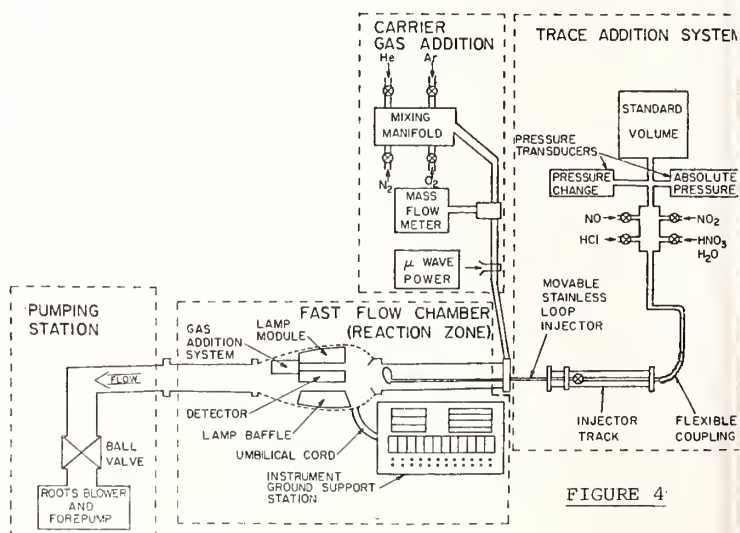 CARRIER
GAS ADDITION
He
Ar
MIXING
MANIFOLD
N2
O2
MASS
FLOW
METER
μ WAVE
POWER
TRACE ADDITION SYSTEM
STANDARD
VOLUME
PRESSURE
TRANSDUCERS
PRESSURE
CHANGE
ABSOLUTE
PRESSURE
NO
NO2
HCl
HNO3
H2O
MOVABLE
STAINLESS
LOOP
INJECTOR
INJECTOR
TRACK
FLEXIBLE
COUPLING
PUMPING
STATION
FLOW
BALL
VALVE
ROOTS BLOWER
AND
FOREPUMP
FAST FLOW CHAMBER
(REACTION ZONE)
GAS
ADDITION
SYSTEM
LAMP
MODULE
DETECTOR
LAMP BAFFLE
UMBILICAL CORD
INSTRUMENT
GROUND SUPPORT
STATION
FIGURE 4